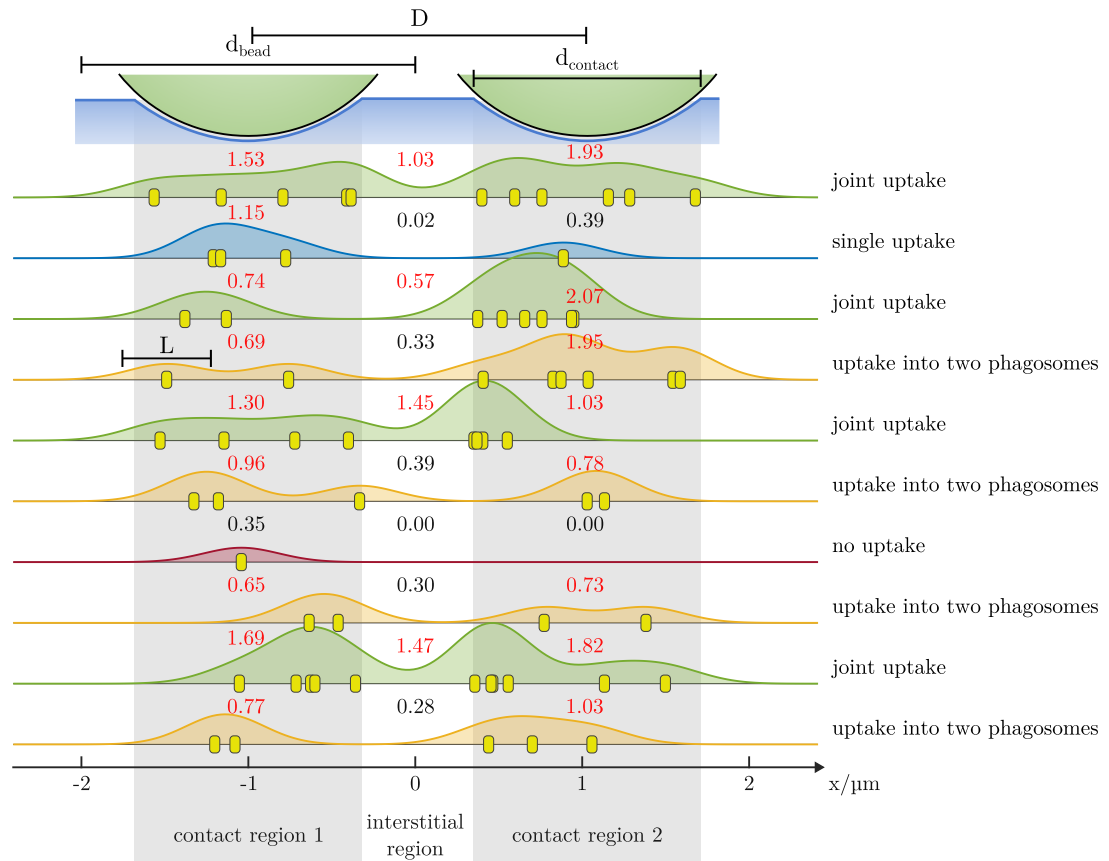 D
d_bead
d_contact
1.53 1.03 1.93
joint uptake
1.15 0.02 0.39
single uptake
0.74 0.57 2.07
joint uptake
L 0.69 0.33 1.95
uptake into two phagosomes
1.30 1.45 1.03
joint uptake
0.96 0.39 0.78
uptake into two phagosomes
0.35 0.00 0.00
no uptake
0.65 0.30 0.73
uptake into two phagosomes
1.69 1.47 1.82
joint uptake
0.77 0.28 1.03
uptake into two phagosomes
-2 -1 0 1 2 x/µm
contact region 1
interstitial
region
contact region 2